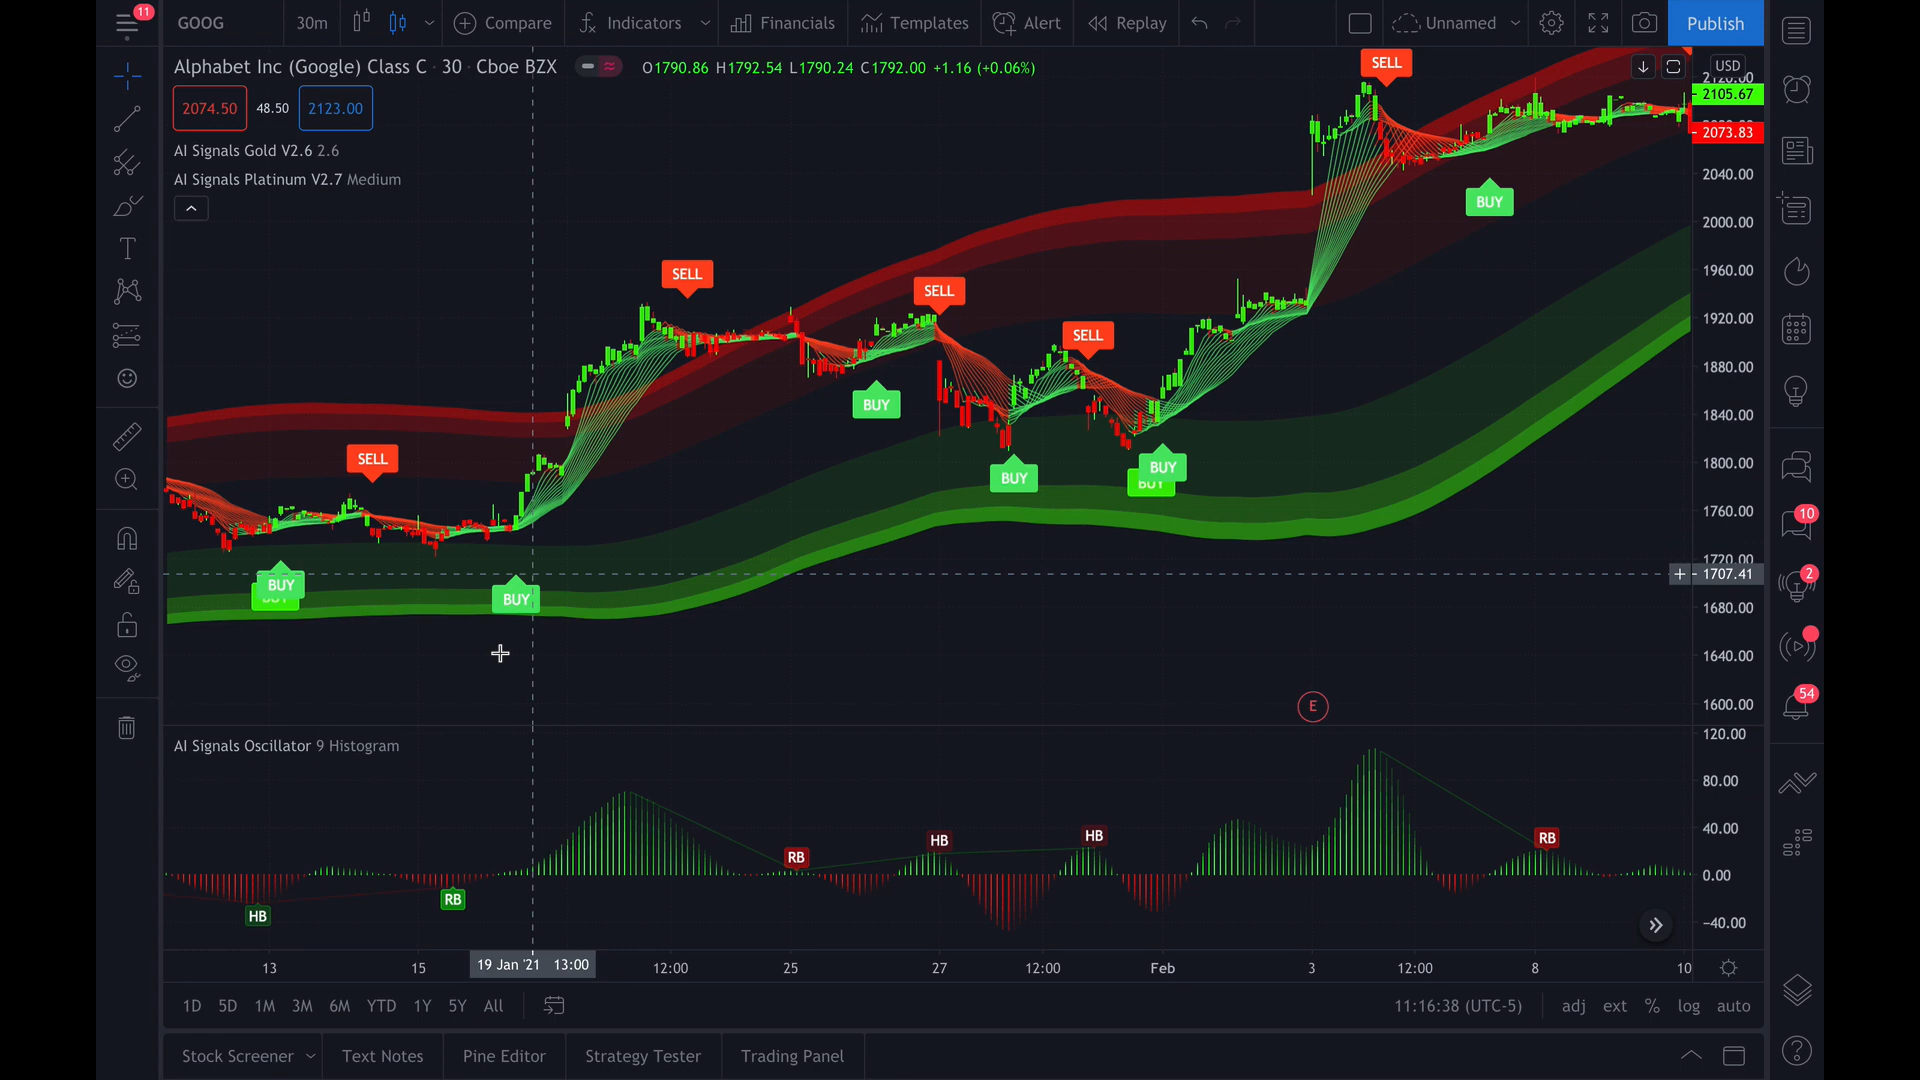 11
GOOG
30m
Compare
Indicators
Financials
Templates
Alert
Replay
Unnamed
Publish
Alphabet Inc (Google) Class C · 30 · Cboe BZX
O1790.86 H1792.54 L1790.24 C1792.00 +1.16 (+0.06%)
2074.50 48.50 2123.00
AI Signals Gold V2.6 2.6
AI Signals Platinum V2.7 Medium
USD
2120.00
2105.67
2073.83
2040.00
2000.00
1960.00
1920.00
1880.00
1840.00
1800.00
1760.00
1720.00
1707.41
1680.00
1640.00
1600.00
SELL
SELL
SELL
SELL
SELL
BUY
BUY
BUY
BUY
BUY
BUY
BUY
BUY
E
AI Signals Oscillator 9 Histogram
120.00
80.00
40.00
0.00
−40.00
HB
RB
RB
HB
HB
RB
13
15
19 Jan '21 13:00
12:00
25
27
12:00
Feb
3
12:00
8
10
1D 5D 1M 3M 6M YTD 1Y 5Y All
11:16:38 (UTC-5)
adj ext % log auto
Stock Screener
Text Notes
Pine Editor
Strategy Tester
Trading Panel
10
2
54